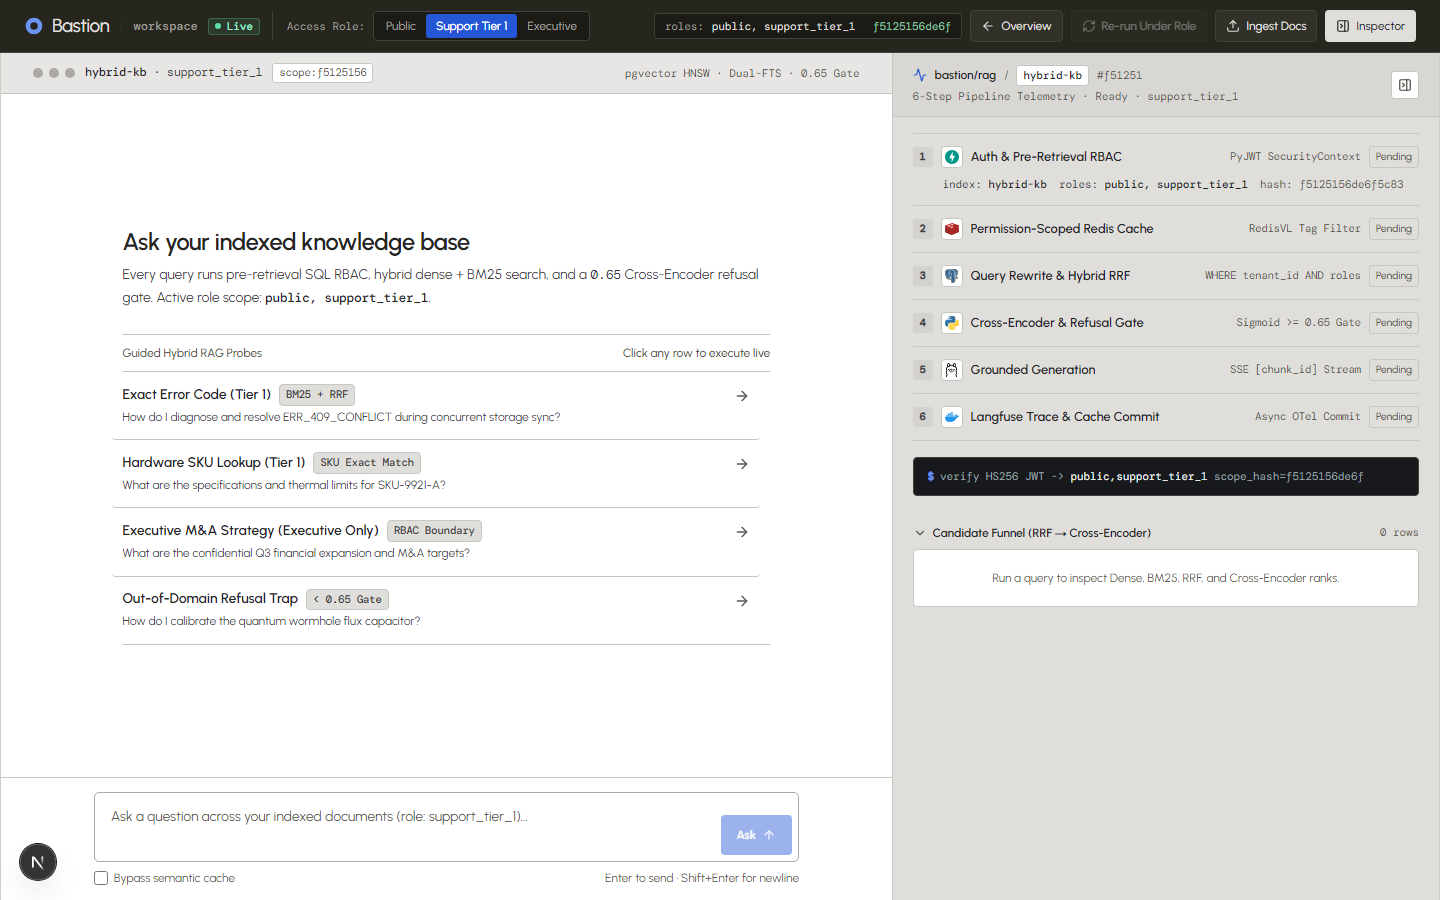 Bastion / workspace Live Access Role: Public Support Tier 1 Executive roles: public, support_tier_1 f5125156de6f Overview Re-run Under Role Ingest Docs Inspector
hybrid-kb · support_tier_1 scope:f5125156 pgvector HNSW · Dual-FTS · 0.65 Gate
Ask your indexed knowledge base
Every query runs pre-retrieval SQL RBAC, hybrid dense + BM25 search, and a 0.65 Cross-Encoder refusal
gate. Active role scope: public, support_tier_1.
Guided Hybrid RAG Probes Click any row to execute live
Exact Error Code (Tier 1) BM25 + RRF
How do I diagnose and resolve ERR_409_CONFLICT during concurrent storage sync?
Hardware SKU Lookup (Tier 1) SKU Exact Match
What are the specifications and thermal limits for SKU-9921-A?
Executive M&A Strategy (Executive Only) RBAC Boundary
What are the confidential Q3 financial expansion and M&A targets?
Out-of-Domain Refusal Trap < 0.65 Gate
How do I calibrate the quantum wormhole flux capacitor?
Ask a question across your indexed documents (role: support_tier_1)...
Ask
Bypass semantic cache Enter to send · Shift+Enter for newline
N
bastion/rag / hybrid-kb #f51251
6-Step Pipeline Telemetry · Ready · support_tier_1
1 Auth & Pre-Retrieval RBAC PyJWT SecurityContext Pending
index: hybrid-kb roles: public, support_tier_1 hash: f5125156de6f5c83
2 Permission-Scoped Redis Cache RedisVL Tag Filter Pending
3 Query Rewrite & Hybrid RRF WHERE tenant_id AND roles Pending
4 Cross-Encoder & Refusal Gate Sigmoid >= 0.65 Gate Pending
5 Grounded Generation SSE [chunk_id] Stream Pending
6 Langfuse Trace & Cache Commit Async OTel Commit Pending
$ verify HS256 JWT -> public,support_tier_1 scope_hash=f5125156de6f
Candidate Funnel (RRF → Cross-Encoder) 0 rows
Run a query to inspect Dense, BM25, RRF, and Cross-Encoder ranks.